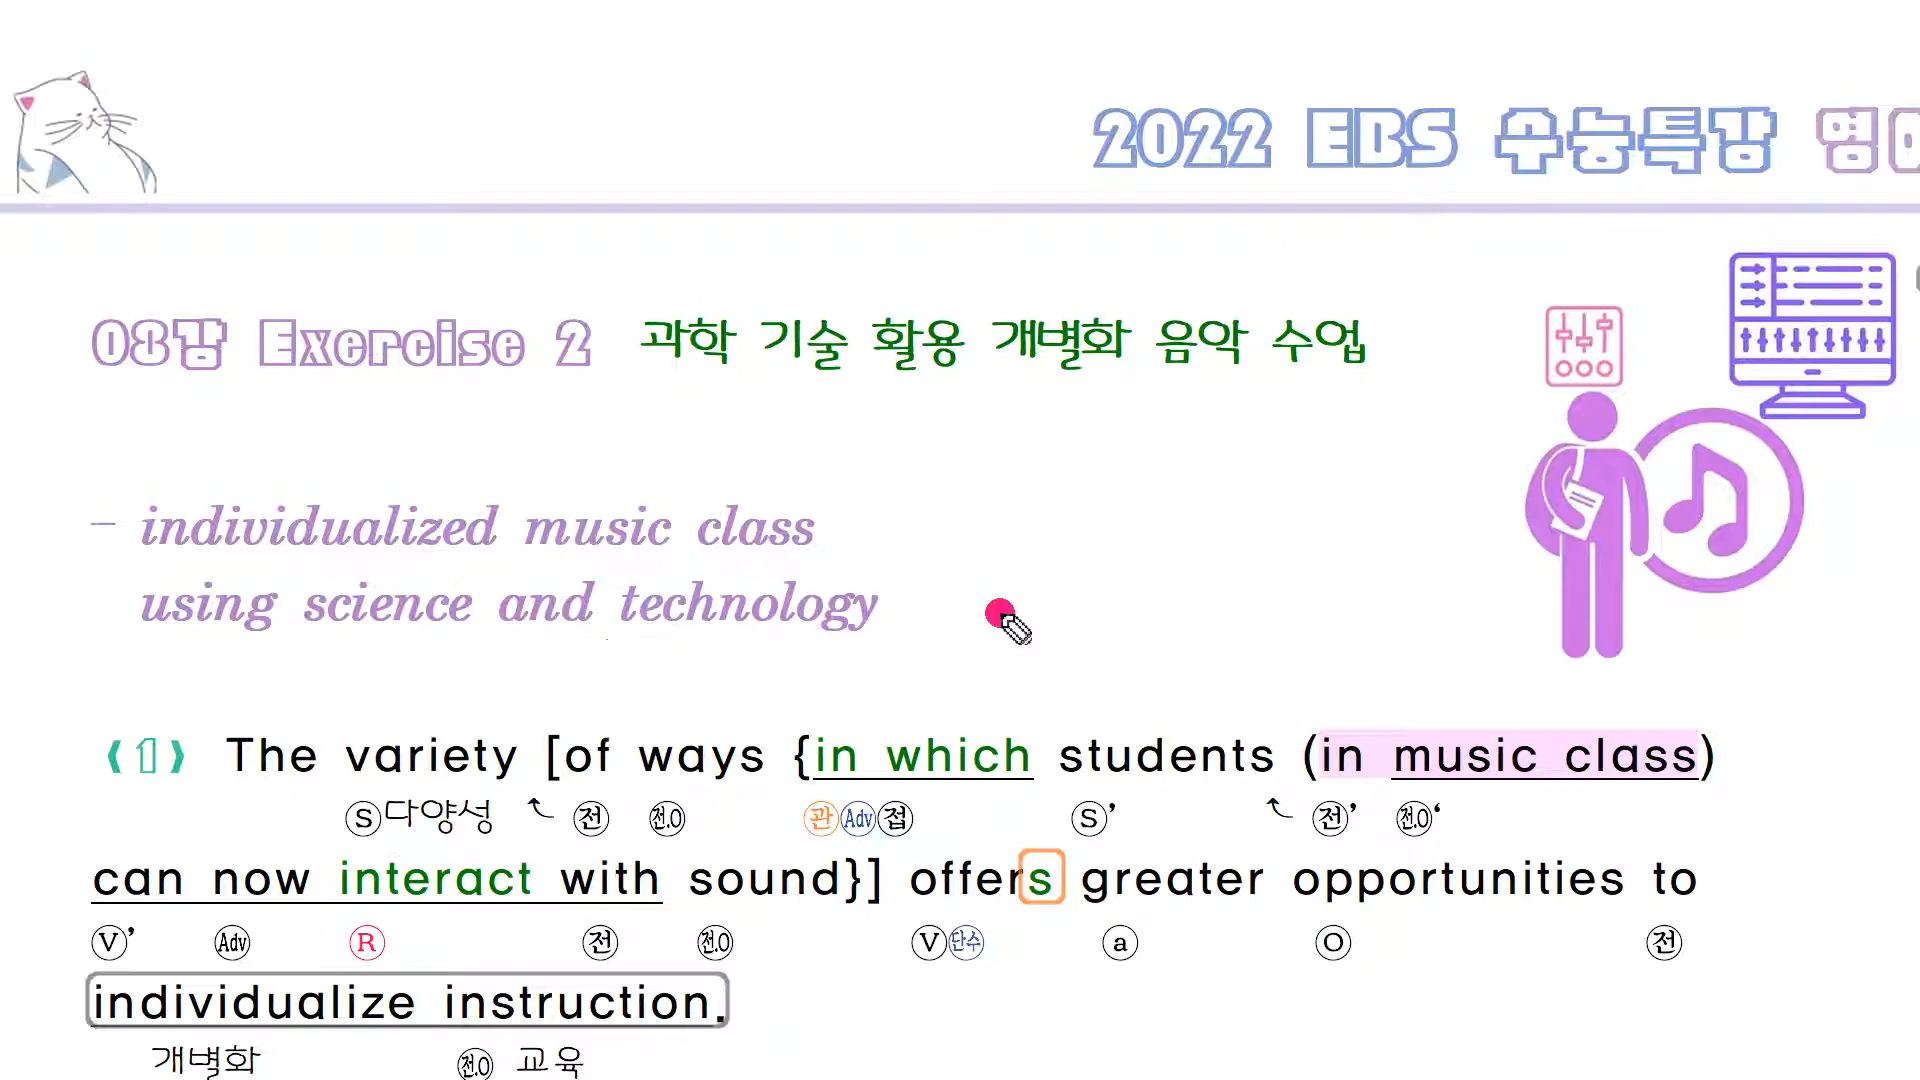 2022 EBS 수능특강
08강 Exercise 2 과학 기술 활용 개별화 음악 수업
- individualized music class
using science and technology
(1) The variety [of ways {in which students (in music class)
Ⓢ다양성 전 전.O 관 Adv 접 Ⓢ’ 전’ 전.O‘
can now interact with sound}] offers greater opportunities to
Ⓥ’ Adv Ⓡ 전 전.O Ⓥ 단수 ⓐ Ⓞ 전
individualize instruction.
개별화 전.O 교육